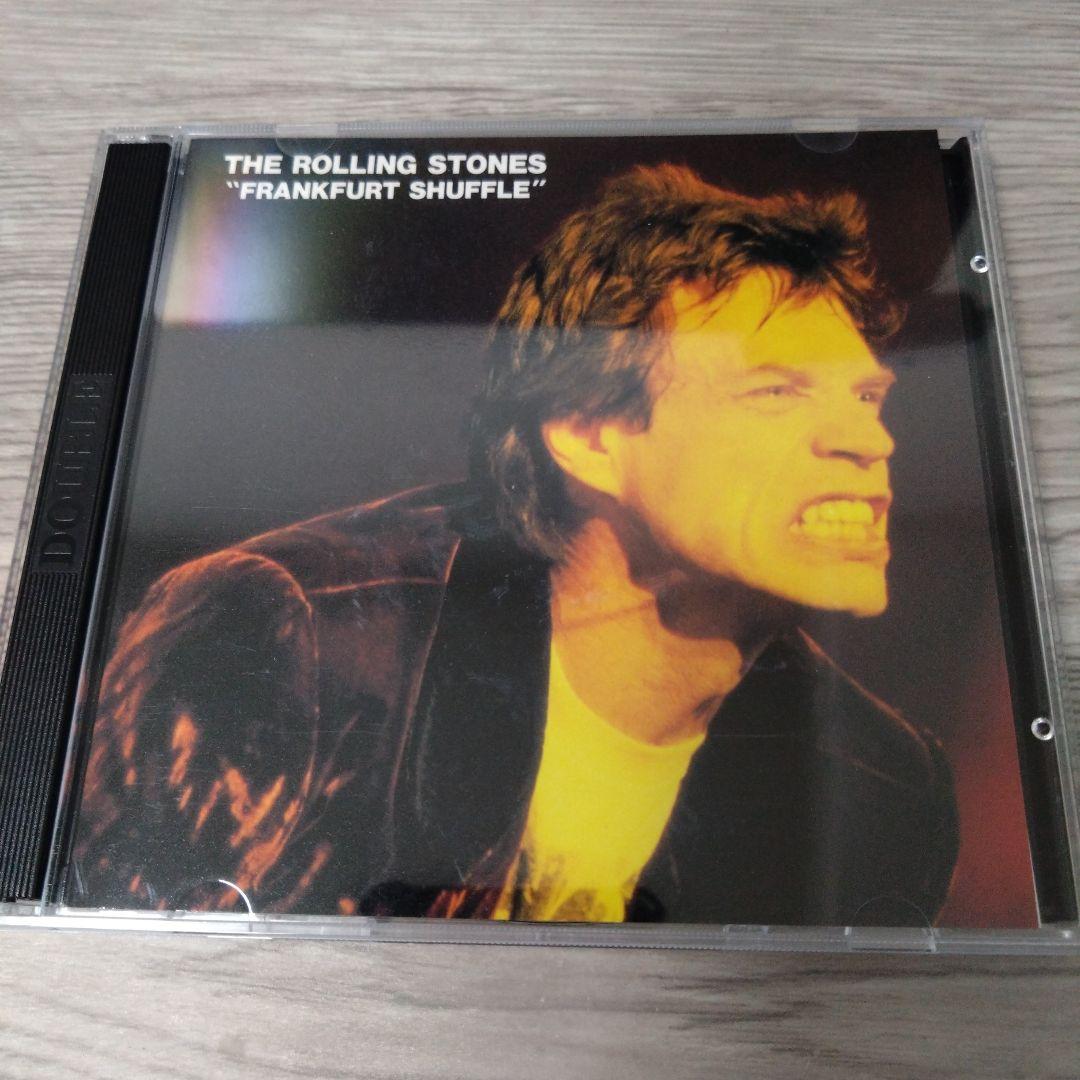 THE ROLLING STONES
"FRANKFURT SHUFFLE"
DOUBLE